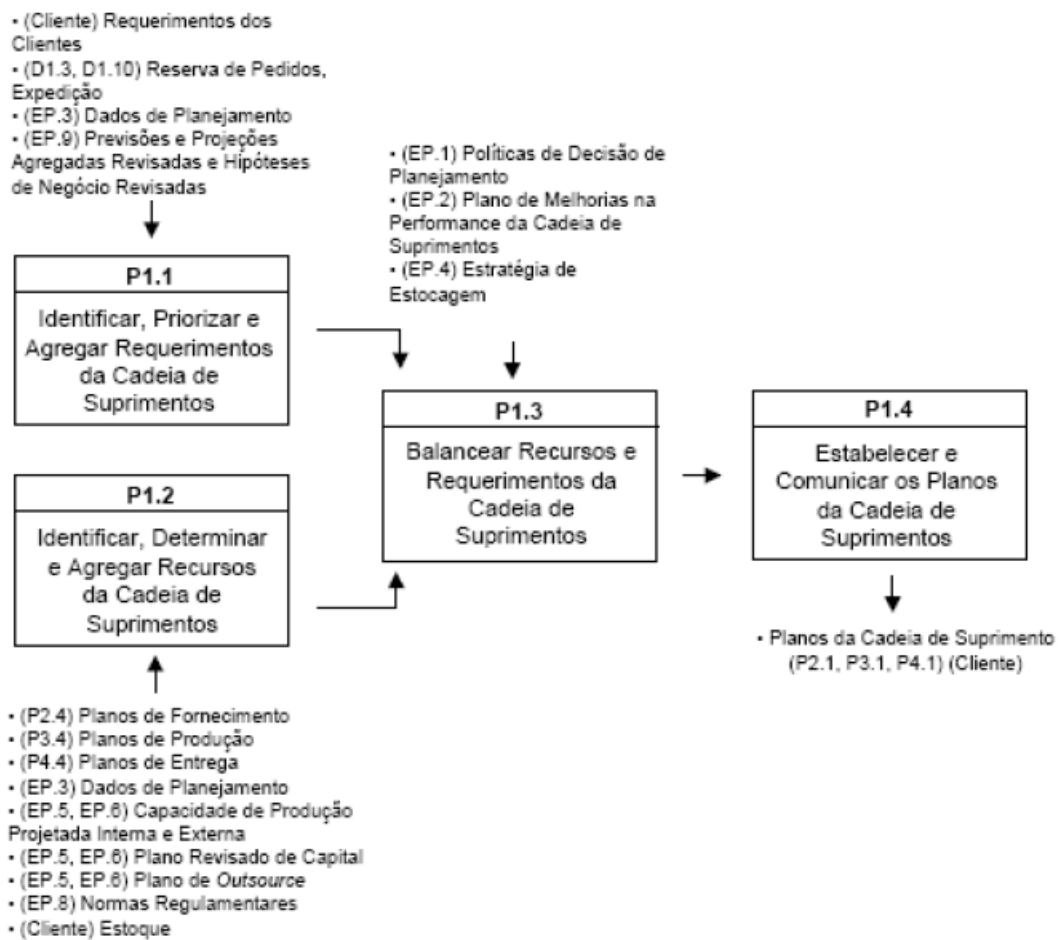 • (Cliente) Requerimentos dos
Clientes
• (D1.3, D1.10) Reserva de Pedidos,
Expedição
• (EP.3) Dados de Planejamento
• (EP.9) Previsões e Projeções
Agregadas Revisadas e Hipóteses
de Negócio Revisadas
• (EP.1) Políticas de Decisão de
Planejamento
• (EP.2) Plano de Melhorias na
Performance da Cadeia de
Suprimentos
• (EP.4) Estratégia de
Estocagem
P1.1
Identificar, Priorizar e
Agregar Requerimentos
da Cadeia de
Suprimentos
P1.2
Identificar, Determinar
e Agregar Recursos
da Cadeia de
Suprimentos
P1.3
Balancear Recursos e
Requerimentos da
Cadeia de
Suprimentos
P1.4
Estabelecer e
Comunicar os Planos
da Cadeia de
Suprimentos
• Planos da Cadeia de Suprimento
(P2.1, P3.1, P4.1) (Cliente)
• (P2.4) Planos de Fornecimento
• (P3.4) Planos de Produção
• (P4.4) Planos de Entrega
• (EP.3) Dados de Planejamento
• (EP.5, EP.6) Capacidade de Produção
Projetada Interna e Externa
• (EP.5, EP.6) Plano Revisado de Capital
• (EP.5, EP.6) Plano de Outsource
• (EP.8) Normas Regulamentares
• (Cliente) Estoque